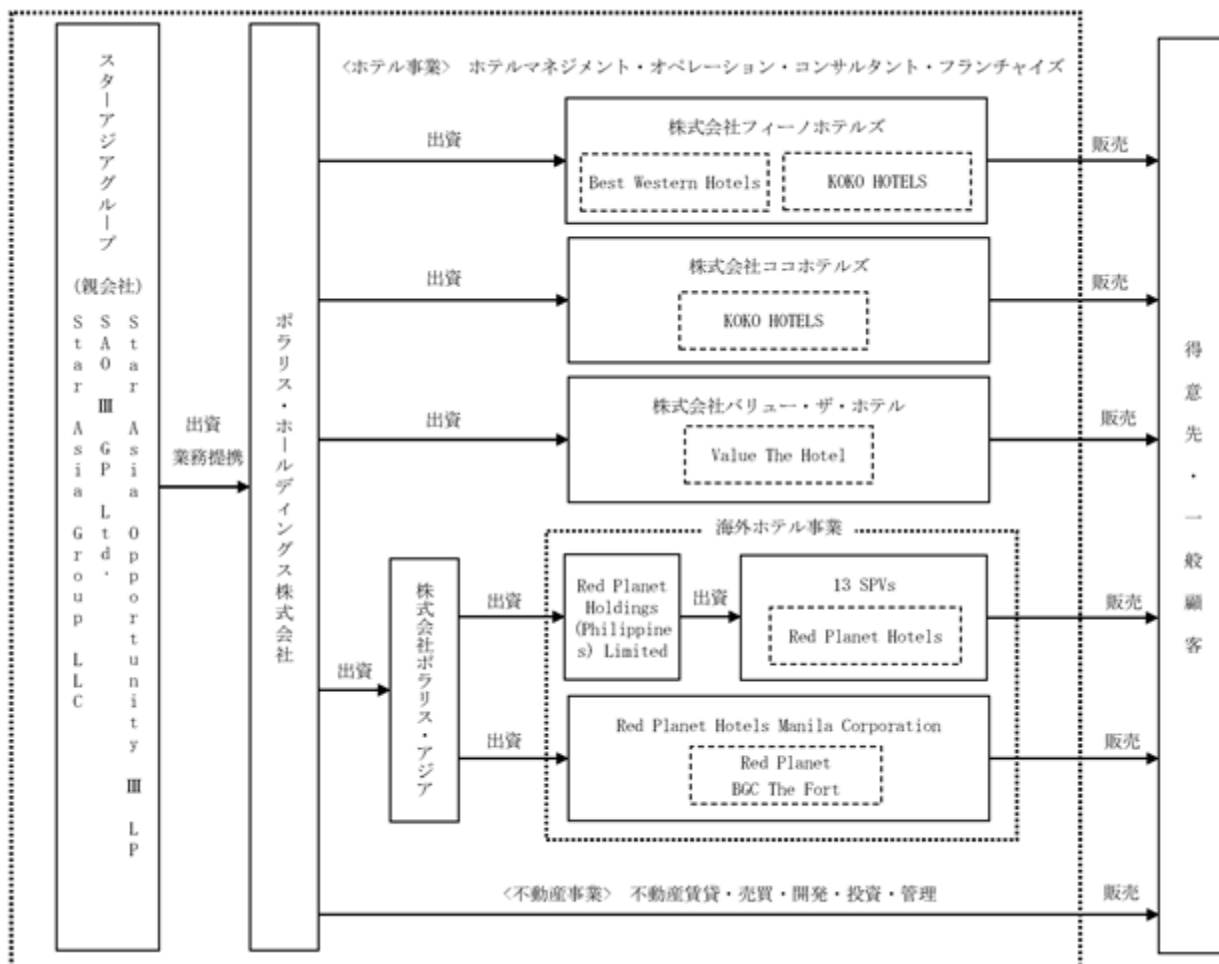 スターアジアグループ
(親会社)
Star Asia Opportunity Ⅲ LP
SAO Ⅲ GP Ltd.
Star Asia Group LLC
出資
業務提携
ポラリス・ホールディングス株式会社
<ホテル事業> ホテルマネジメント・オペレーション・コンサルタント・フランチャイズ
出資
株式会社フィーノホテルズ
Best Western Hotels
KOKO HOTELS
販売
出資
株式会社ココホテルズ
KOKO HOTELS
販売
出資
株式会社バリュー・ザ・ホテル
Value The Hotel
販売
海外ホテル事業
出資
株式会社ポラリス・アジア
出資
Red Planet
Holdings
(Philippine
s) Limited
出資
13 SPVs
Red Planet Hotels
販売
出資
Red Planet Hotels Manila Corporation
Red Planet
BGC The Fort
販売
<不動産事業> 不動産賃貸・売買・開発・投資・管理
販売
得意先・一般顧客